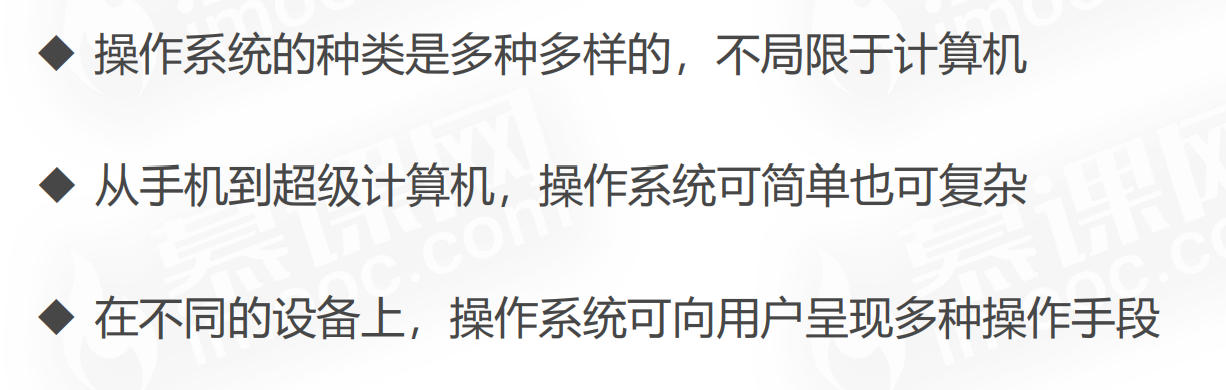 ◆ 操作系统的种类是多种多样的，不局限于计算机
◆ 从手机到超级计算机，操作系统可简单也可复杂
◆ 在不同的设备上，操作系统可向用户呈现多种操作手段
慕课网
imooc.com